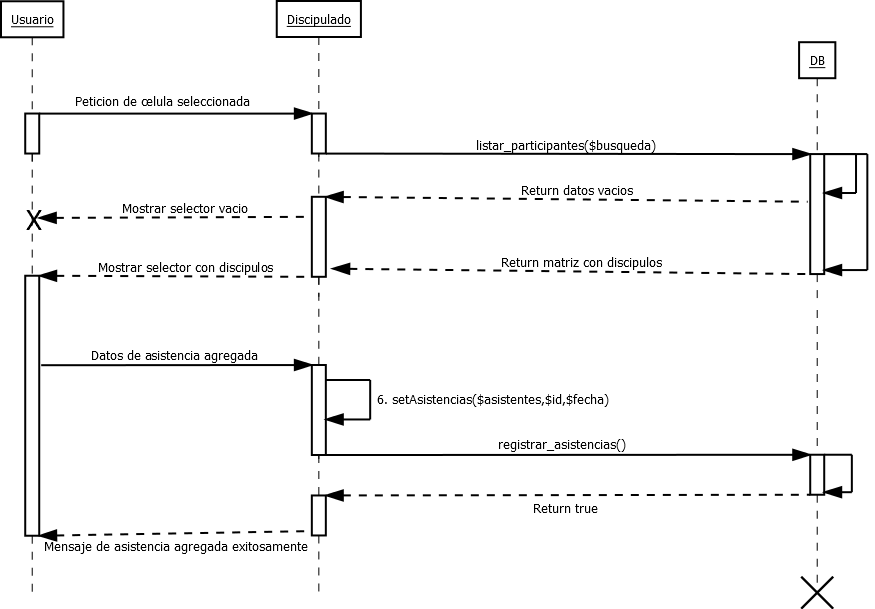 Usuario
Discipulado
DB
Peticion de celula seleccionada
listar_participantes($busqueda)
Return datos vacios
Mostrar selector vacio
X
Return matriz con discipulos
Mostrar selector con discipulos
Datos de asistencia agregada
6. setAsistencias($asistentes,$id,$fecha)
registrar_asistencias()
Return true
Mensaje de asistencia agregada exitosamente